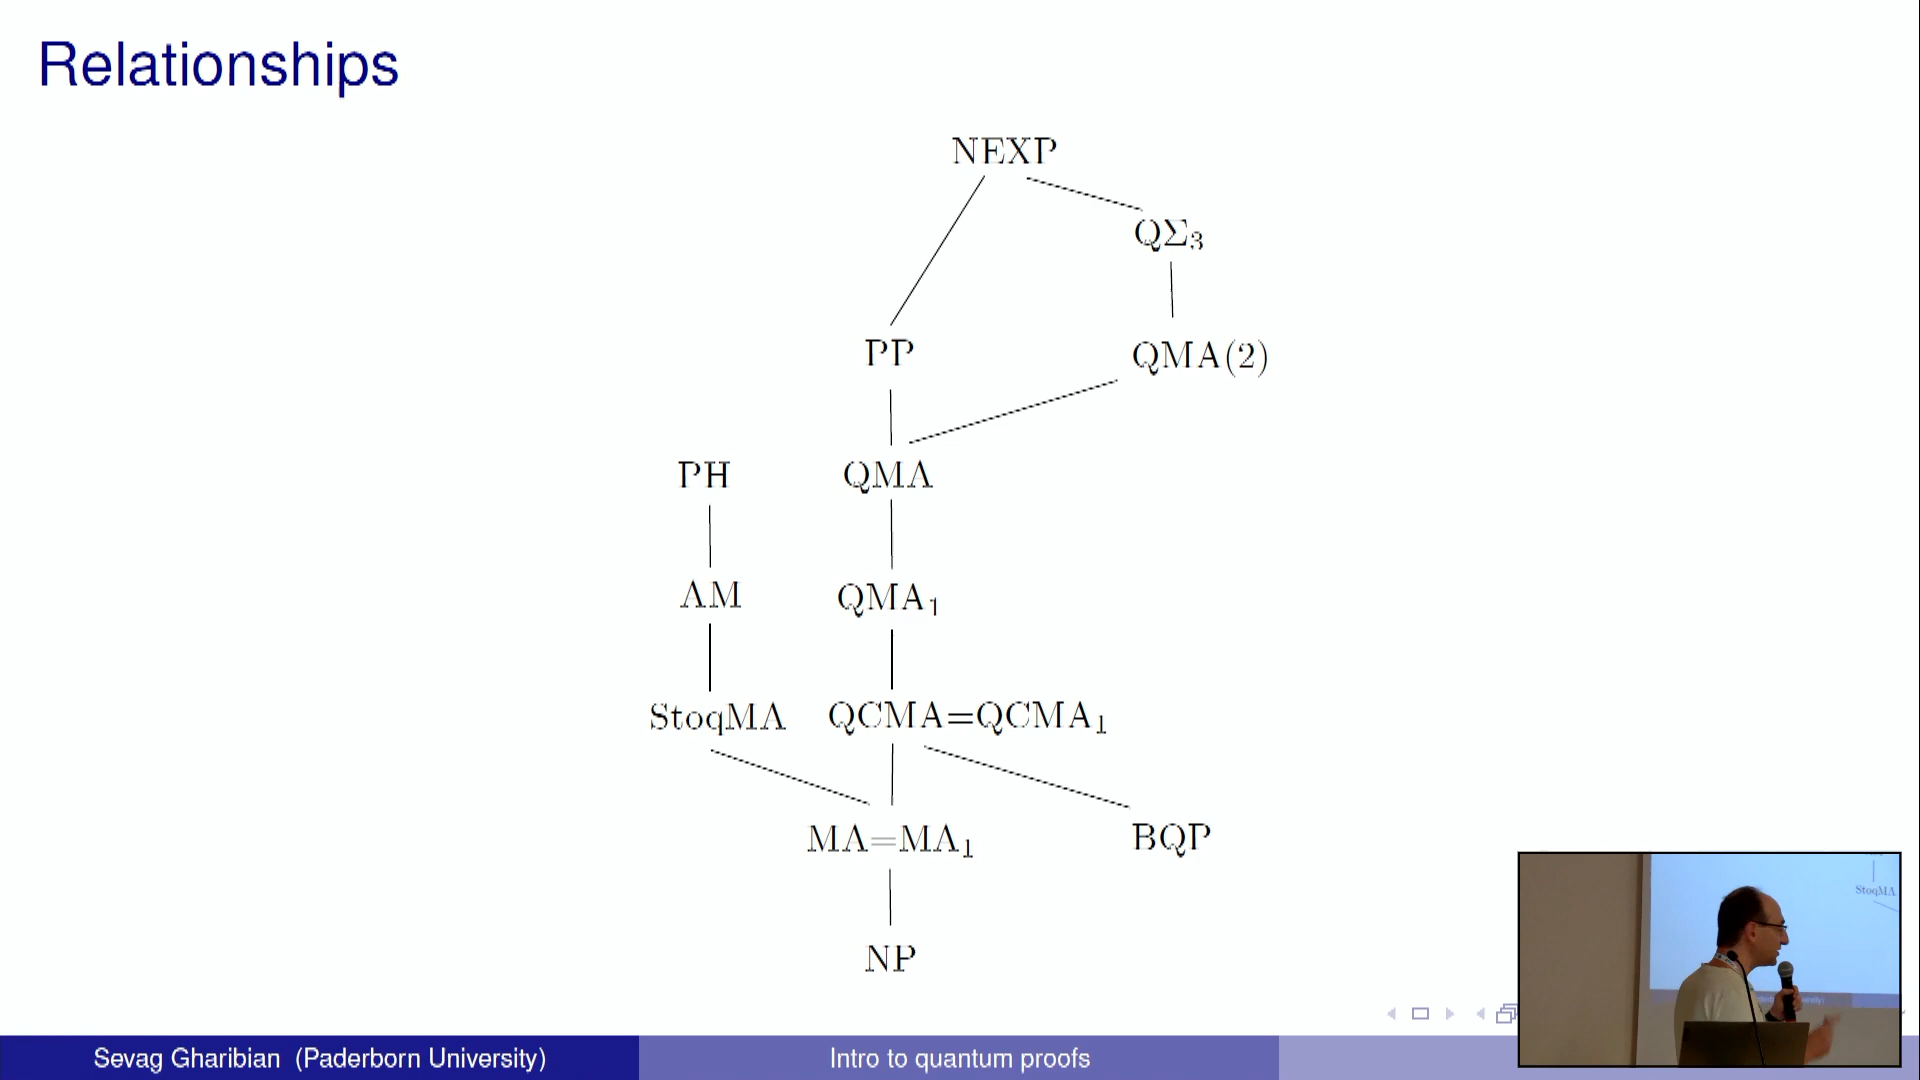 Relationships
NEXP
QΣ₃
PP
QMA(2)
PH
QMA
AM
QMA₁
StoqMA
QCMA=QCMA₁
MA=MA₁
BQP
NP
StoqMA
Sevag Gharibian (Paderborn University)
Intro to quantum proofs